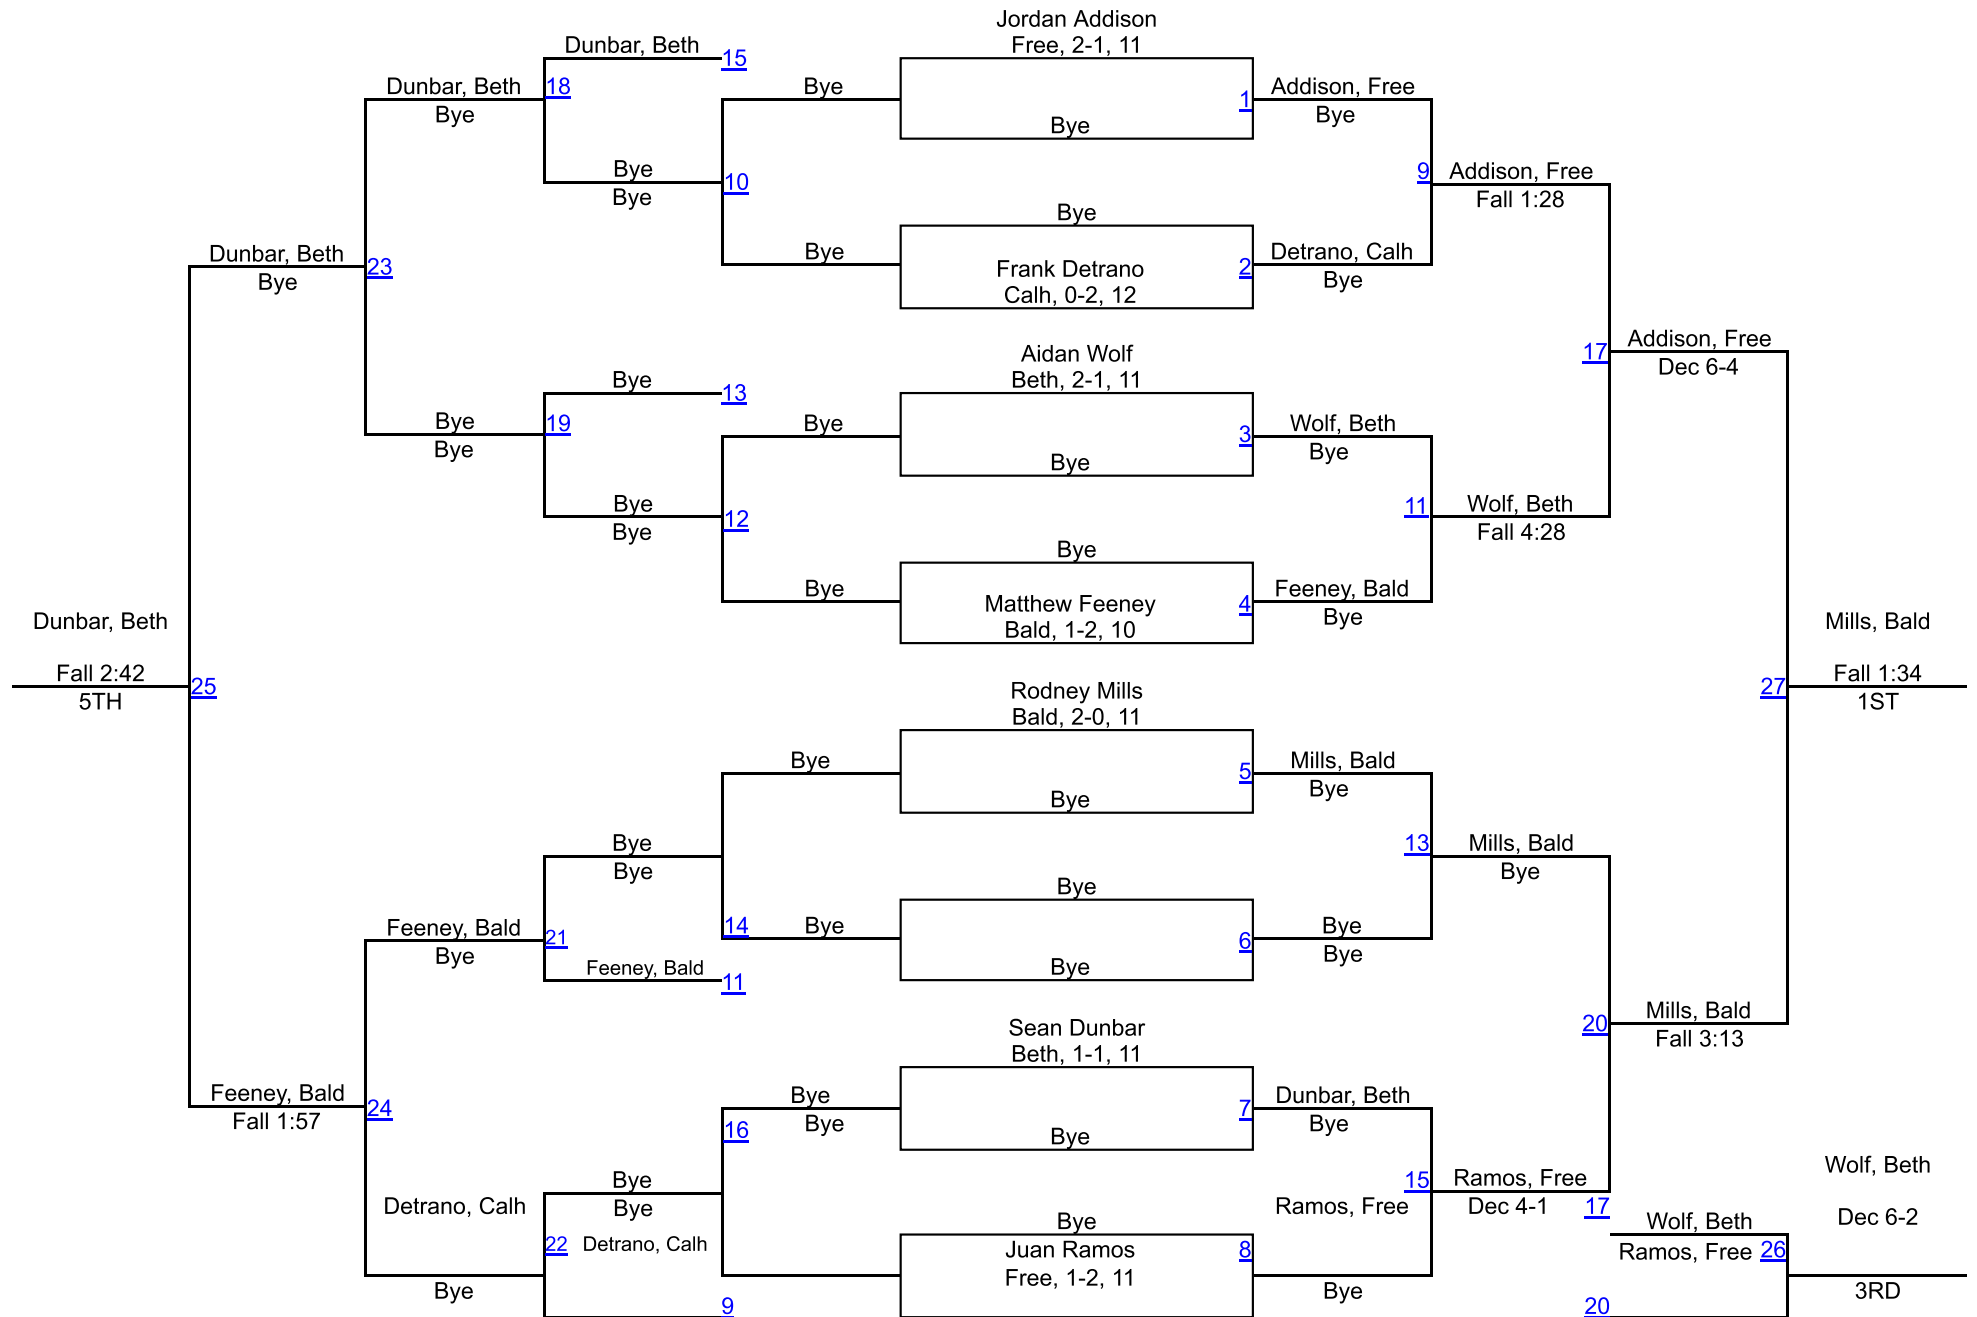 Jordan Addison
Dunbar, Beth
Free, 2-1, 11
15
Dunbar, Beth
18
Bye
1
Addison, Free
Bye
Bye
Bye
Bye
10
Bye
9
Addison, Free
Bye
Fall 1:28
Bye
Dunbar, Beth
23
Bye
2
Detrano, Calh
Bye
Frank Detrano
Bye
Calh, 0-2, 12
Aidan Wolf
17
Addison, Free
Bye
13
Beth, 2-1, 11
Dec 6-4
Bye
19
Bye
3
Wolf, Beth
Bye
Bye
Bye
Bye
12
11
Wolf, Beth
Bye
Fall 4:28
Bye
Bye
4
Feeney, Bald
Matthew Feeney
Bye
Dunbar, Beth
Bald, 1-2, 10
Mills, Bald
Fall 2:42
25
Rodney Mills
27
Fall 1:34
5TH
Bald, 2-0, 11
1ST
Bye
5
Mills, Bald
Bye
Bye
Bye
13
Mills, Bald
Bye
Bye
Bye
Feeney, Bald
21
14
Bye
6
Bye
Bye
Feeney, Bald
11
Bye
Bye
Sean Dunbar
20
Mills, Bald
Beth, 1-1, 11
Fall 3:13
Feeney, Bald
24
Bye
7
Dunbar, Beth
Fall 1:57
16
Bye
Bye
Bye
Bye
15
Ramos, Free
Wolf, Beth
Detrano, Calh
Bye
Ramos, Free
Dec 4-1
17
Bye
Wolf, Beth
Dec 6-2
22
Detrano, Calh
Juan Ramos
8
Ramos, Free
26
Bye
Free, 1-2, 11
Bye
3RD
9
20